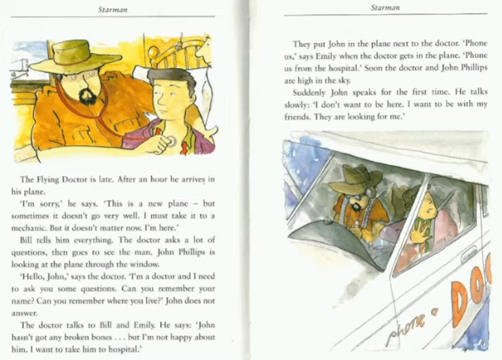 Starman
The Flying Doctor is late. After an hour he arrives in
his plane.
'I'm sorry,' he says. 'This is a new plane – but
sometimes it doesn't go very well. I must take it to a
mechanic. But it doesn't matter now. I'm here.'
Bill tells him everything. The doctor asks a lot of
questions, then goes to see the man. John Phillips is
looking at the plane through the window.
'Hello, John,' says the doctor. 'I'm a doctor and I need
to ask you some questions. Can you remember your
name? Can you remember where you live?' John does not
answer.
The doctor talks to Bill and Emily. He says: 'John
hasn't got any broken bones . . . but I'm not happy about
him. I want to take him to hospital.'
Starman
They put John in the plane next to the doctor. 'Phone
us,' says Emily when the doctor gets in the plane. 'Phone
us from the hospital.' Soon the doctor and John Phillips
are high in the sky.
Suddenly John speaks for the first time. He talks
slowly: 'I don't want to be here. I want to be with my
friends. They are looking for me.'
phone
DOC